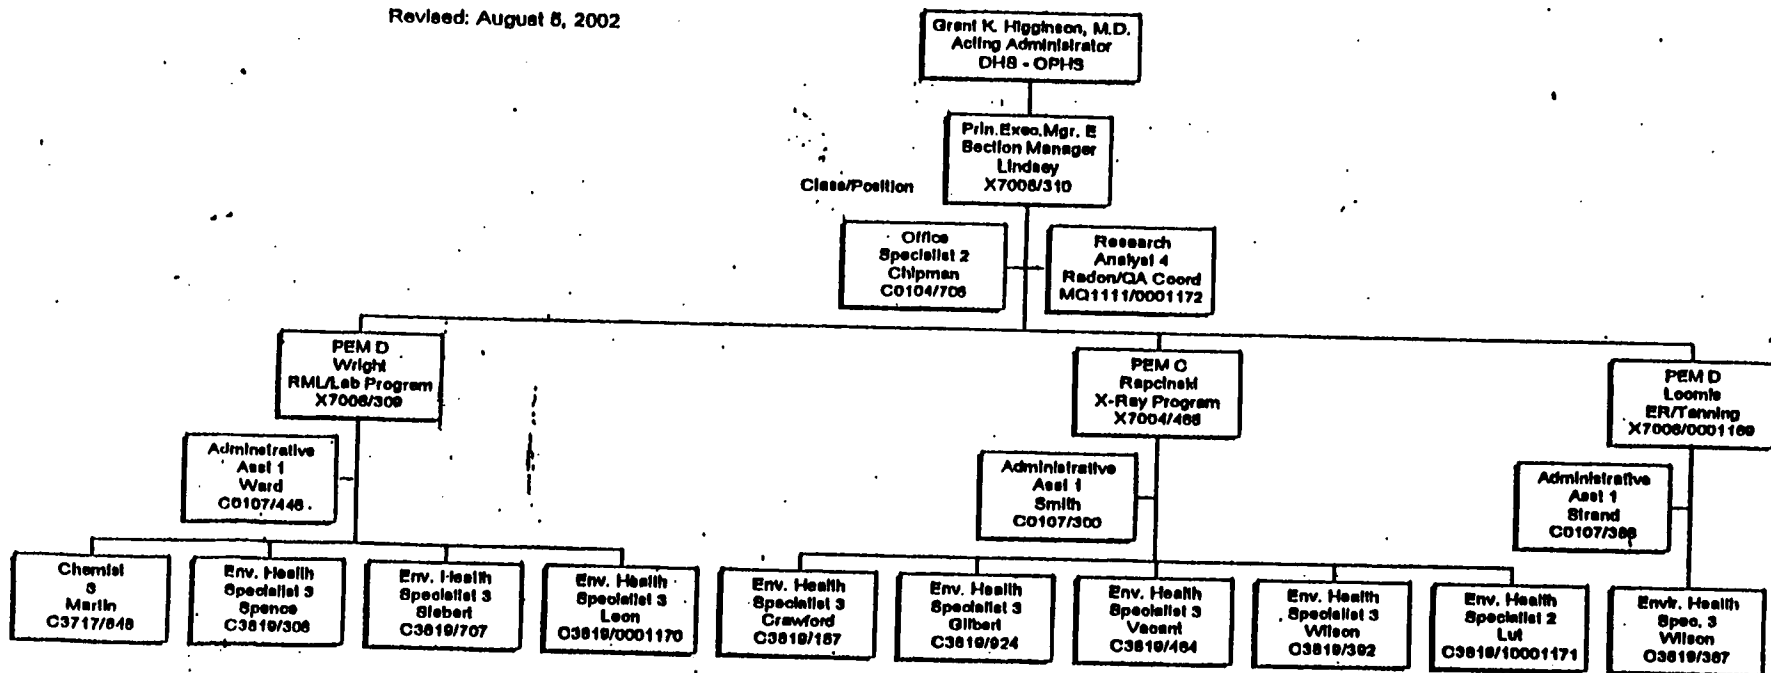 Revised: August 5, 2002
Grant K. Higginson, M.D.
Acting Administrator
DHS - OPHS
Prin.Exec.Mgr. E
Section Manager
Lindsey
X7008/310
Class/Position
Office
Specialist 2
Chipman
C0104/706
Research
Analyst 4
Radon/QA Coord
MQ1111/0001172
PEM D
Wright
RML/Lab Program
X7006/309
PEM C
Rapcinski
X-Ray Program
X7004/466
PEM D
Loomis
ER/Tanning
X7006/0001169
Adminstrative
Asst 1
Ward
C0107/446
Administrative
Asst 1
Smith
C0107/300
Administrative
Asst 1
Strand
C0107/388
Chemist
3
Martin
C3717/648
Env. Health
Specialist 3
Spence
C3819/306
Env. Health
Specialist 3
Siebert
C3819/707
Env. Health
Specialist 3
Leon
C3819/0001170
Env. Health
Specialist 3
Crawford
C3819/187
Env. Health
Specialist 3
Gilbert
C3819/924
Env. Health
Specialist 3
Vacant
C3819/464
Env. Health
Specialist 3
Wilson
C3819/392
Env. Health
Specialist 2
Lut
C3818/10001171
Envir. Health
Spec. 3
Wilson
C3819/387